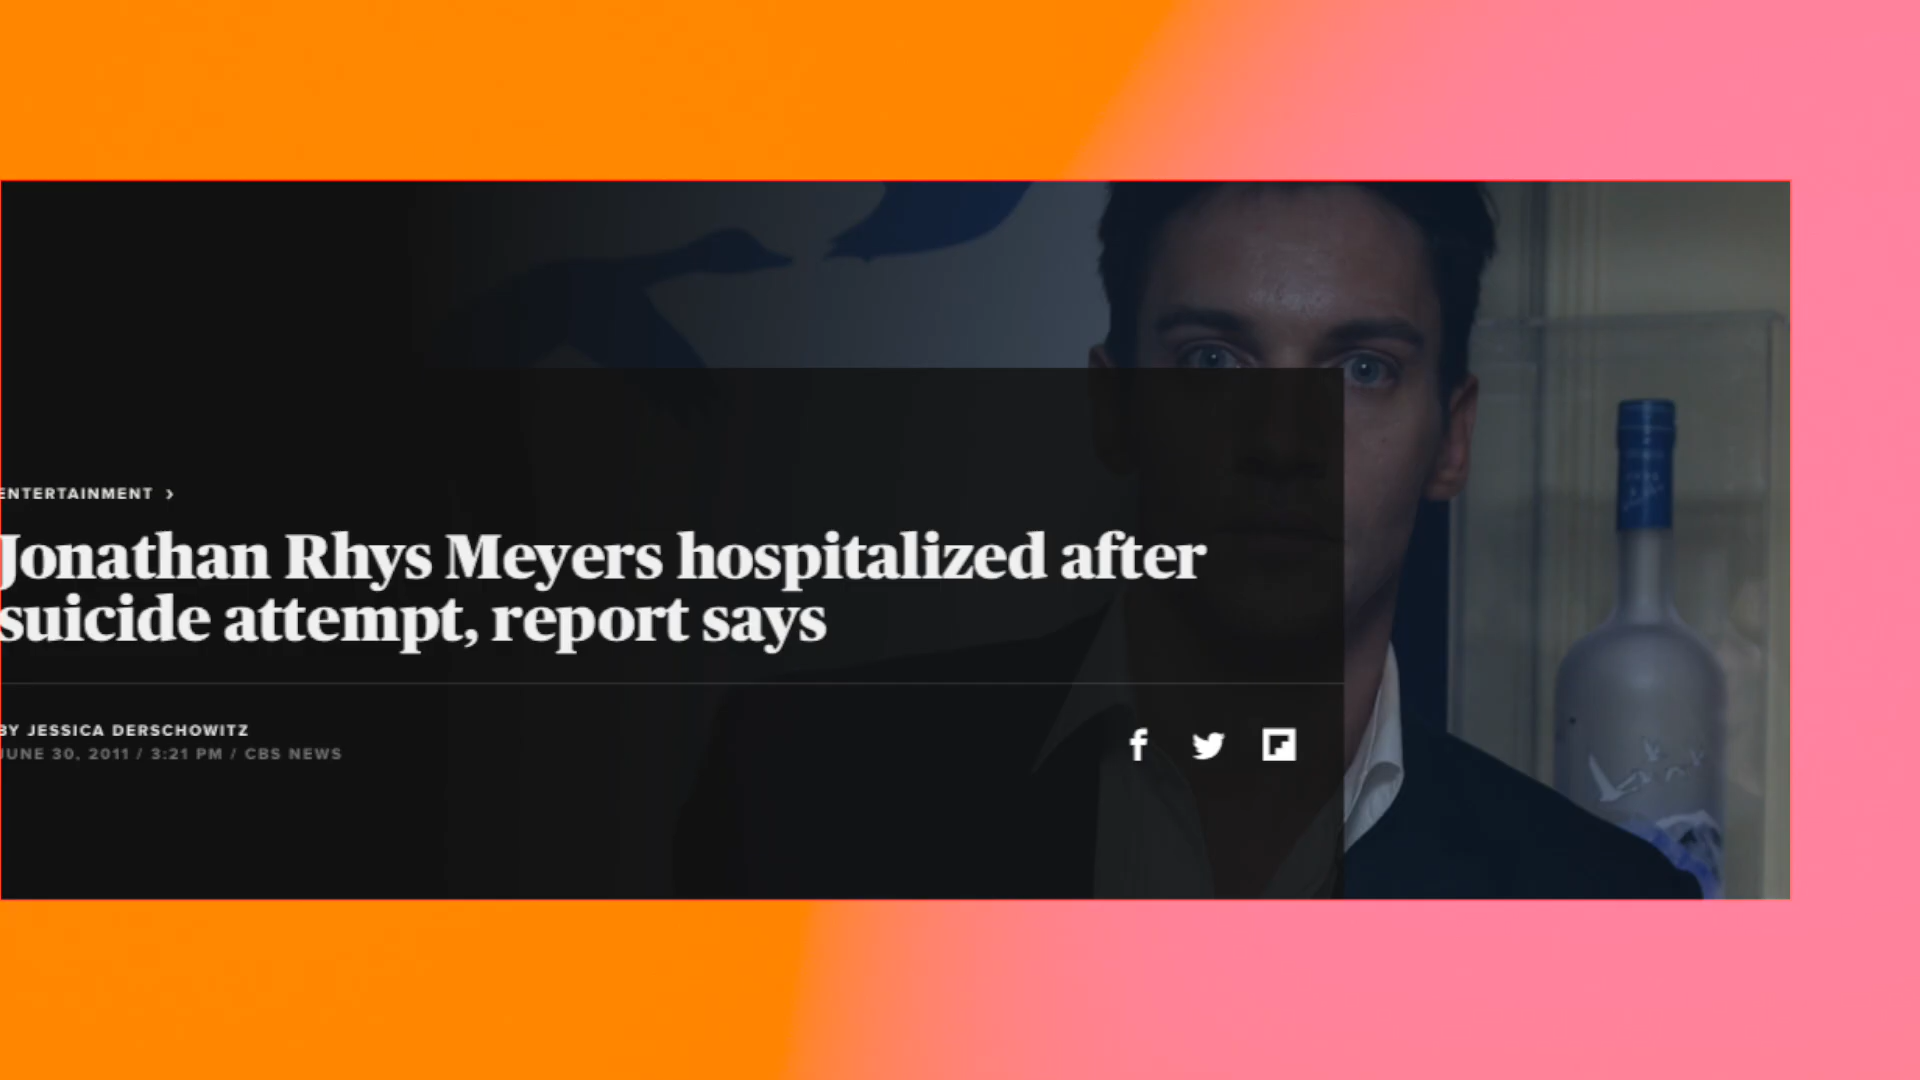 ENTERTAINMENT ›
Jonathan Rhys Meyers hospitalized after
suicide attempt, report says
BY JESSICA DERSCHOWITZ
JUNE 30, 2011 / 3:21 PM / CBS NEWS